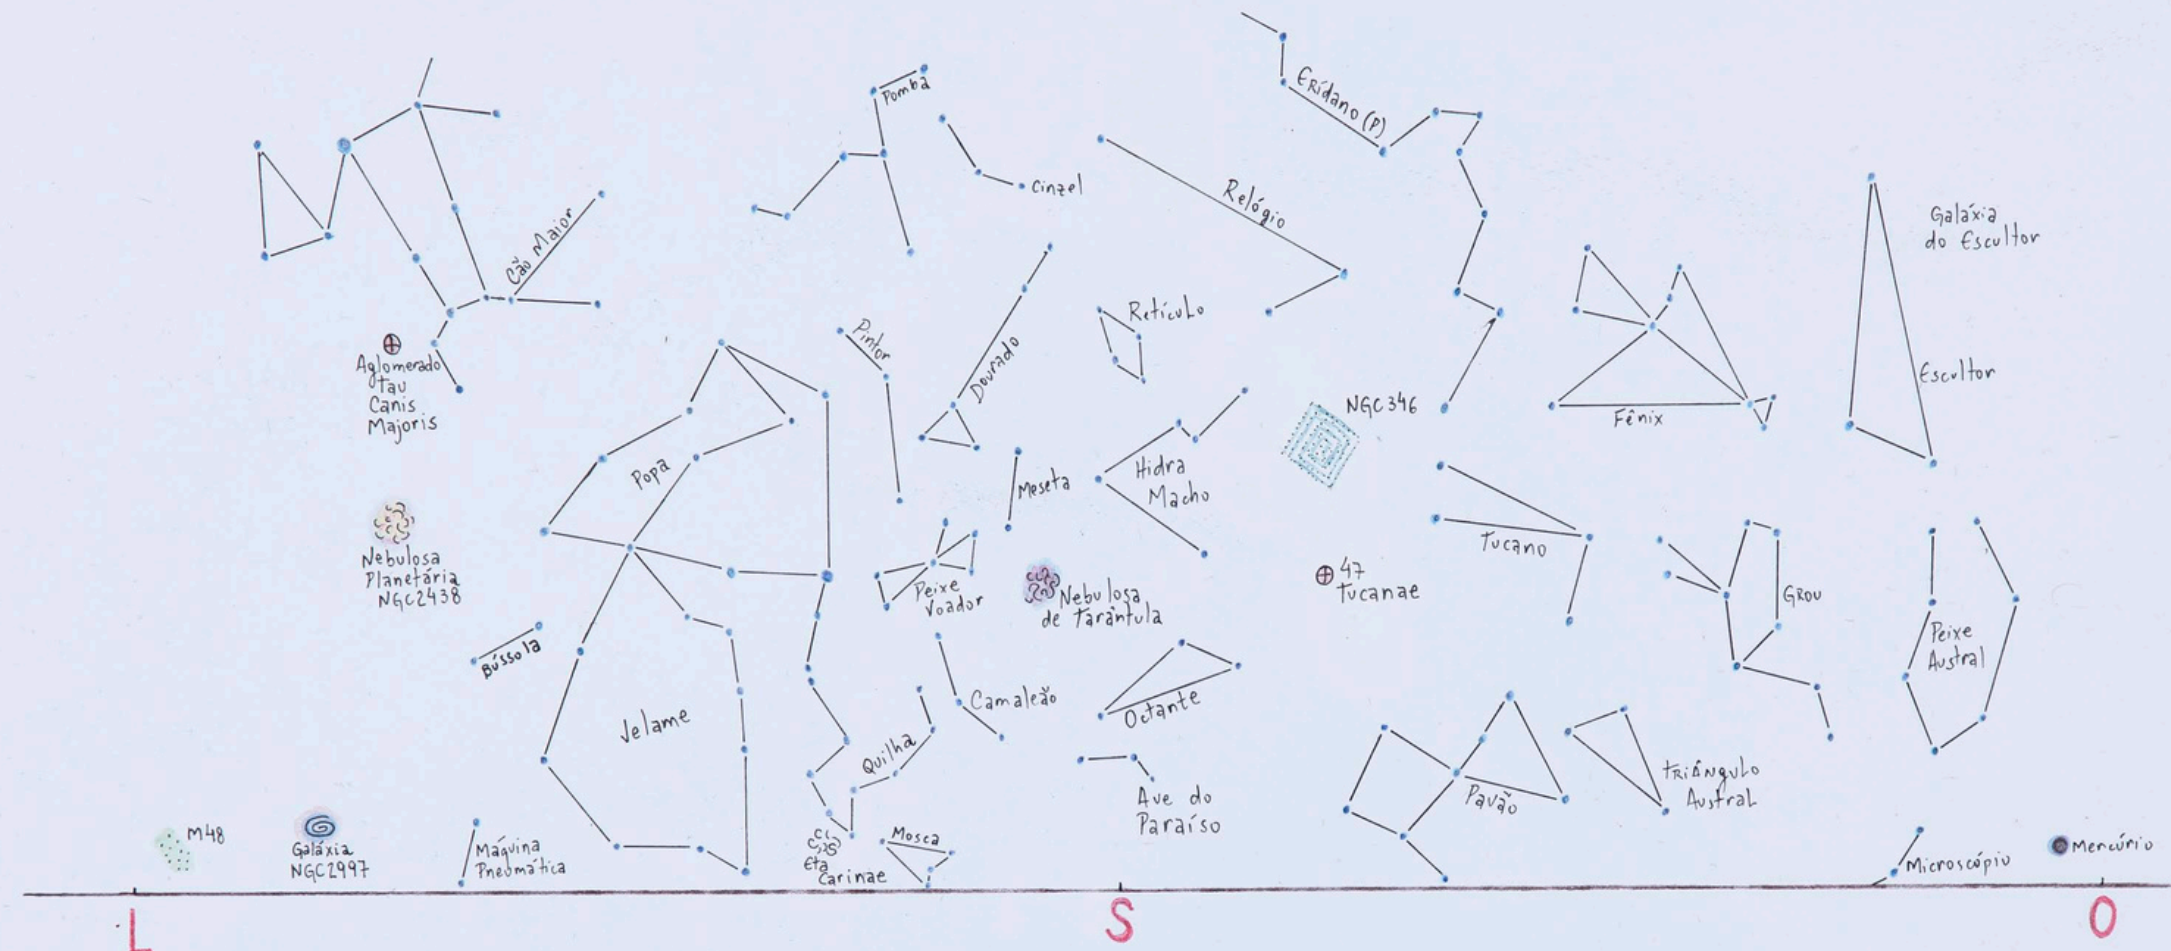 Pomba
Eridano (P)
Cinzel
Relógio
Cão Maior
Galáxia
do Escultor
Aglomerado
Tau
Canis
Majoris
Pintor
Dourado
Retículo
NGC346
Fênix
Escultor
Popa
Meseta
Hidra
Macho
Nebulosa
Planetária
NGC2438
Peixe
Voador
Nebulosa
de Tarântula
47
Tucanae
Tucano
Grou
Peixe
Austral
Bússola
Velame
Camaleão
Octante
Quilha
Ave do
Paraíso
Pavão
Triângulo
Austral
M48
Galáxia
NGC2997
Máquina
Pneumática
Eta
Carinae
Mosca
Microscópio
Mercúrio
L
S
O